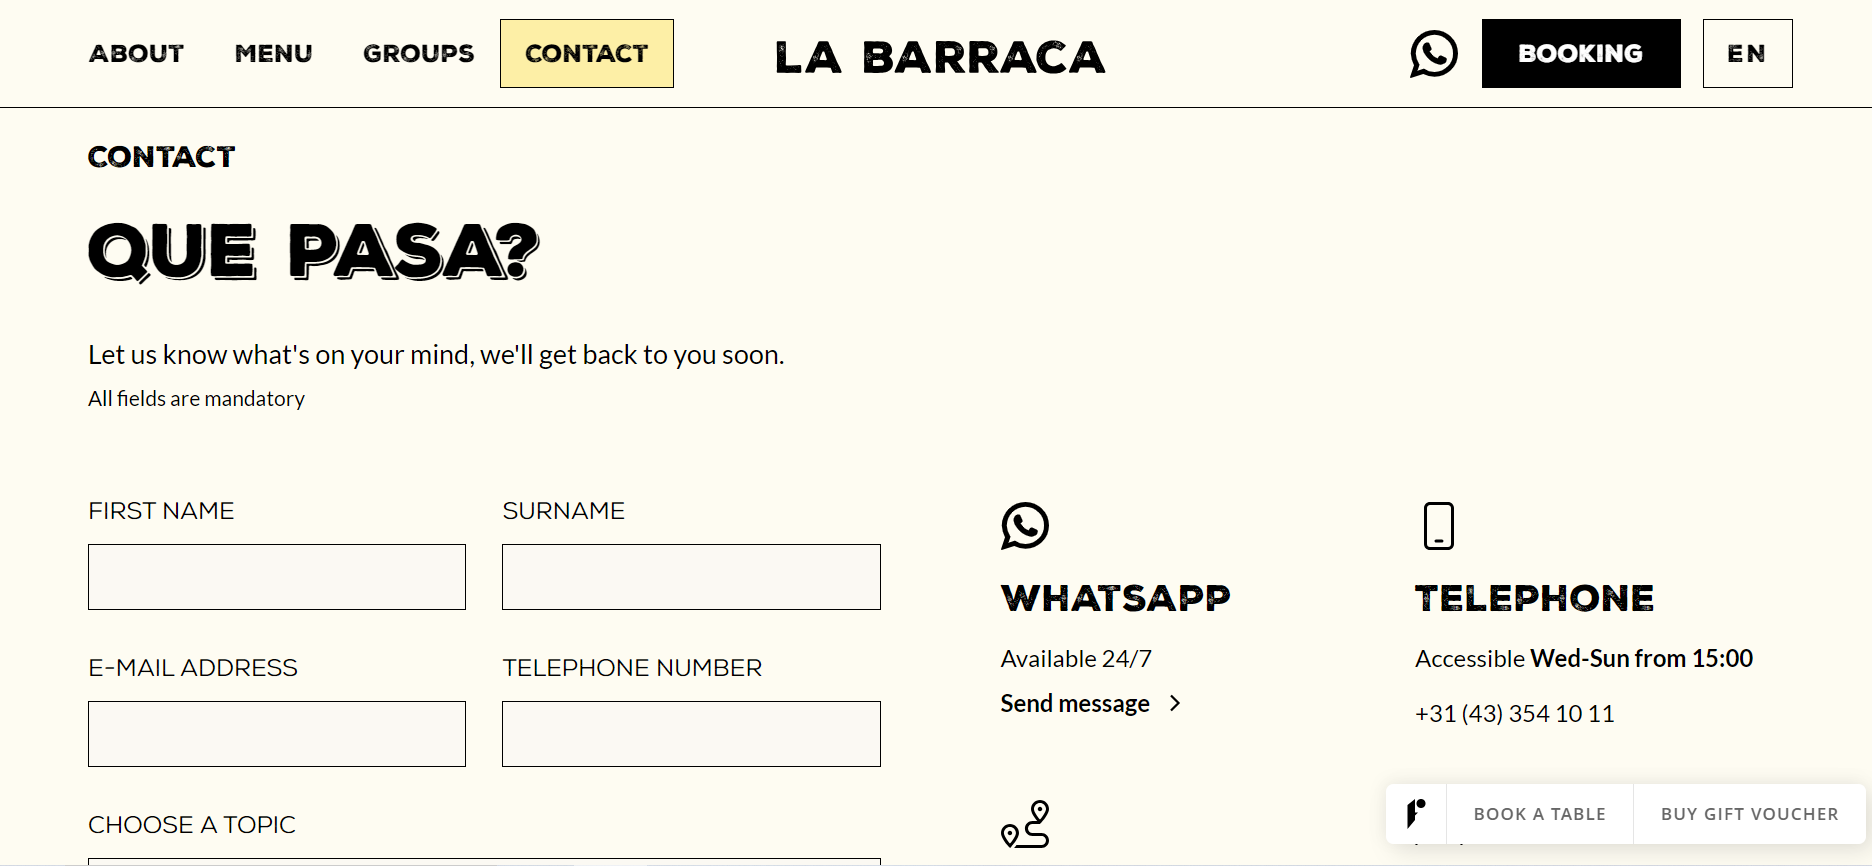 ABOUT MENU GROUPS CONTACT LA BARRACA BOOKING EN
CONTACT
QUE PASA?
Let us know what's on your mind, we'll get back to you soon.
All fields are mandatory
FIRST NAME SURNAME
E-MAIL ADDRESS TELEPHONE NUMBER
CHOOSE A TOPIC
WHATSAPP
Available 24/7
Send message
TELEPHONE
Accessible Wed-Sun from 15:00
+31 (43) 354 10 11
BOOK A TABLE BUY GIFT VOUCHER